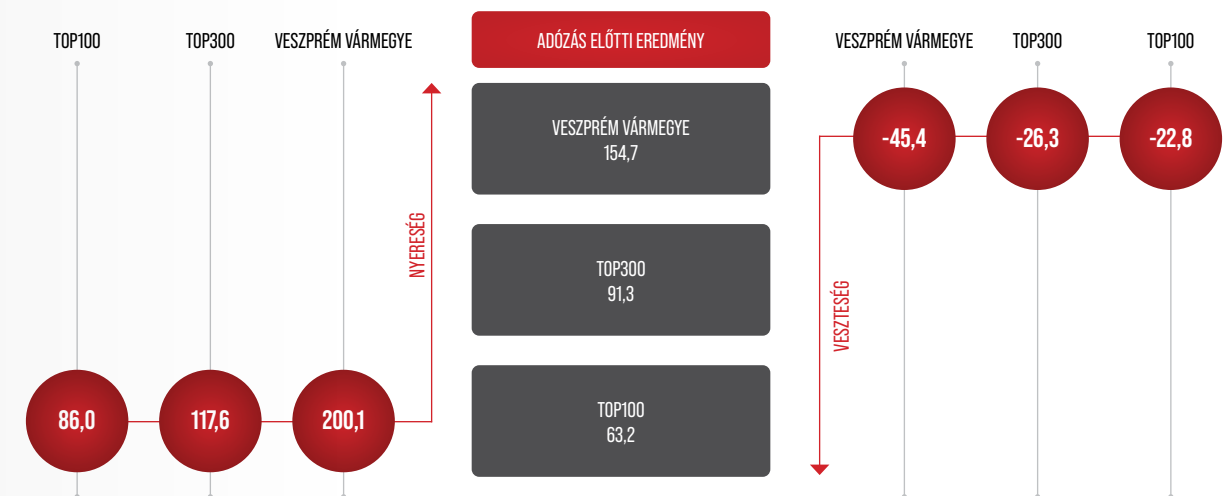 TOP100
TOP300
VESZPRÉM VÁRMEGYE
86,0
117,6
200,1
NYERESÉG
ADÓZÁS ELŐTTI EREDMÉNY
VESZPRÉM VÁRMEGYE
154,7
TOP300
91,3
TOP100
63,2
VESZTESÉG
VESZPRÉM VÁRMEGYE
TOP300
TOP100
-45,4
-26,3
-22,8